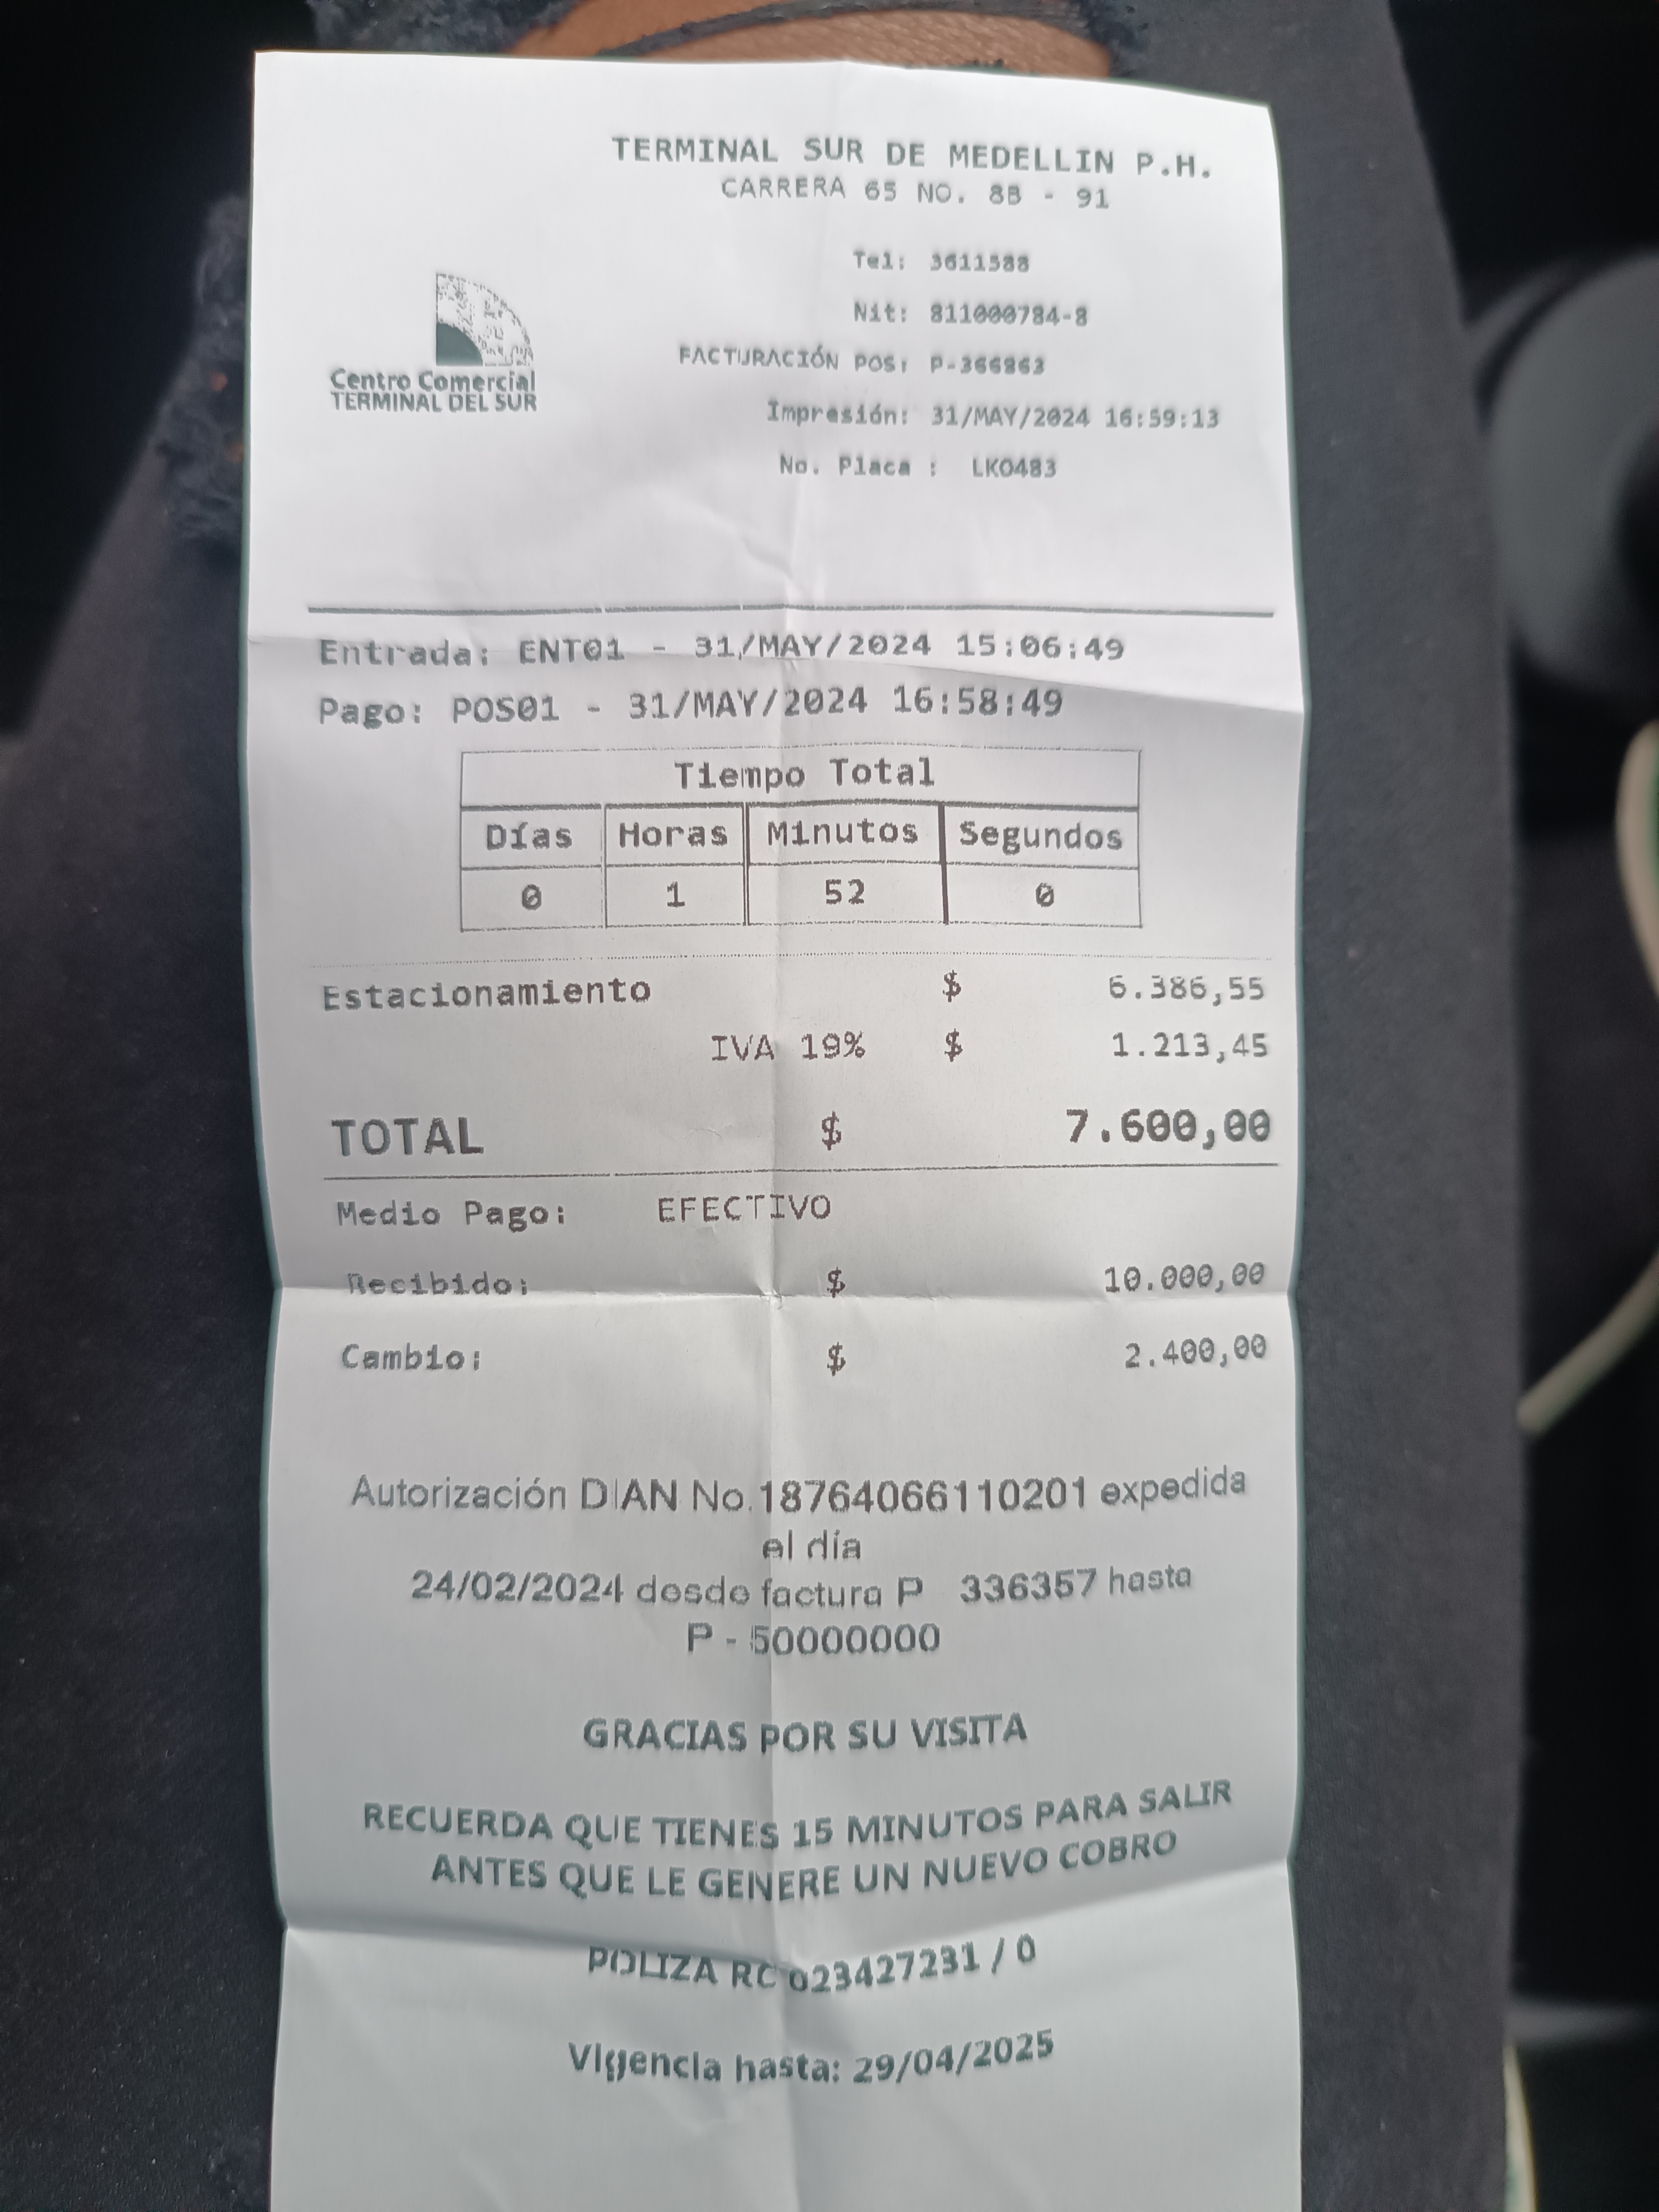 TERMINAL SUR DE MEDELLIN P.H.
CARRERA 65 NO. 8B - 91
Tel: 3611588
Nit: 811000784-8
Centro Comercial
TERMINAL DEL SUR
FACTURACIÓN POS: P-366863
Impresión: 31/MAY/2024 16:59:13
No. Placa : LKO483
Entrada: ENT01 - 31/MAY/2024 15:06:49
Pago: POS01 - 31/MAY/2024 16:58:49
Tiempo Total
Días Horas Minutos Segundos
0 1 52 0
Estacionamiento $ 6.386,55
IVA 19% $ 1.213,45
TOTAL $ 7.600,00
Medio Pago: EFECTIVO
Recibido: $ 10.000,00
Cambio: $ 2.400,00
Autorización DIAN No.18764066110201 expedida
el día
24/02/2024 desde factura P 336357 hasta
P - 50000000
GRACIAS POR SU VISITA
RECUERDA QUE TIENES 15 MINUTOS PARA SALIR
ANTES QUE LE GENERE UN NUEVO COBRO
POLIZA RC 023427231 / 0
Vigencia hasta: 29/04/2025